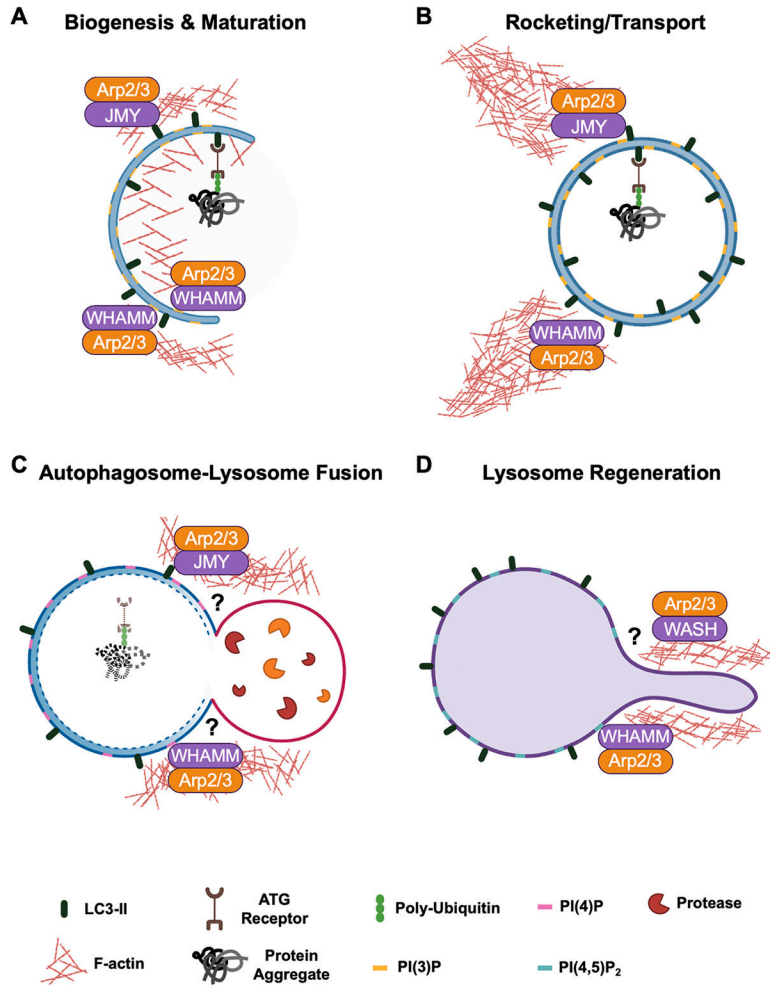 A
Biogenesis & Maturation
Arp2/3
JMY
Arp2/3
WHAMM
WHAMM
Arp2/3
B
Rocketing/Transport
Arp2/3
JMY
WHAMM
Arp2/3
C
Autophagosome-Lysosome Fusion
Arp2/3
JMY
?
?
WHAMM
Arp2/3
D
Lysosome Regeneration
Arp2/3
WASH
?
WHAMM
Arp2/3
LC3-II
ATG
Receptor
Poly-Ubiquitin
PI(4)P
Protease
F-actin
Protein
Aggregate
PI(3)P
PI(4,5)P₂